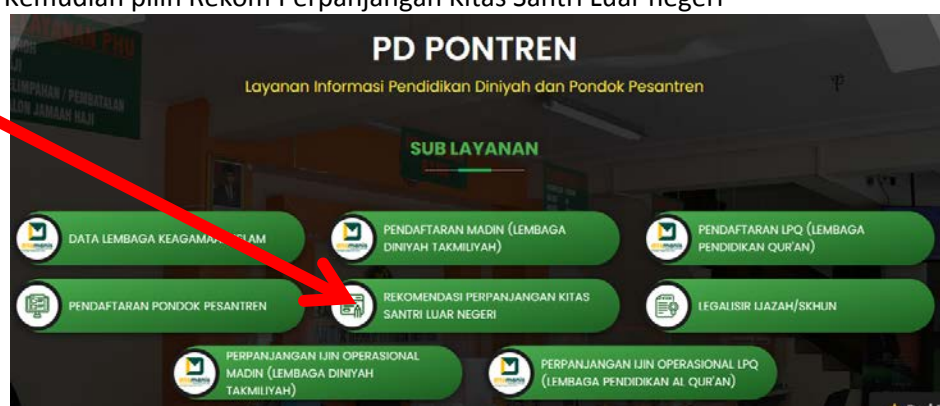 Kemudian pilih Rekom Perpanjangan Kitas Santri Luar negeri
PD PONTREN
Layanan Informasi Pendidikan Diniyah dan Pondok Pesantren
SUB LAYANAN
DATA LEMBAGA KEAGAMAAN ISLAM
PENDAFTARAN MADIN (LEMBAGA
DINIYAH TAKMILIYAH)
PENDAFTARAN LPQ (LEMBAGA
PENDIDIKAN QUR'AN)
PENDAFTARAN PONDOK PESANTREN
REKOMENDASI PERPANJANGAN KITAS
SANTRI LUAR NEGERI
LEGALISIR IJAZAH/SKHUN
PERPANJANGAN IJIN OPERASIONAL
MADIN (LEMBAGA DINIYAH
TAKMILIYAH)
PERPANJANGAN IJIN OPERASIONAL LPQ
(LEMBAGA PENDIDIKAN AL QUR'AN)